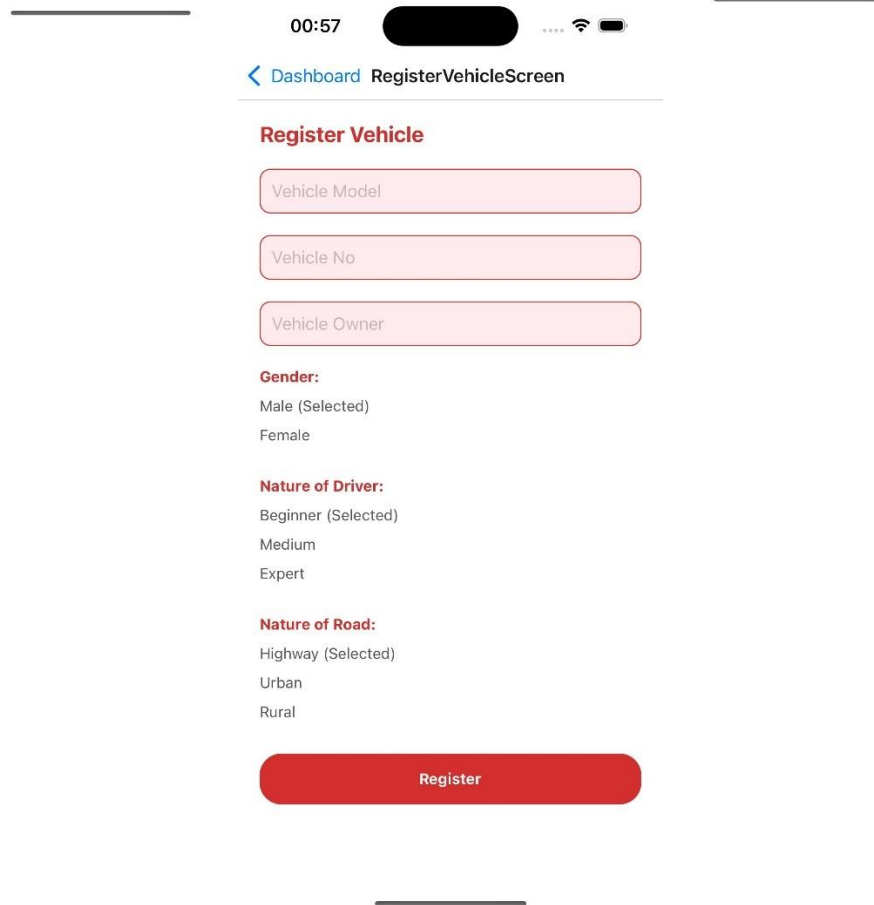 00:57
Dashboard RegisterVehicleScreen
Register Vehicle
Vehicle Model
Vehicle No
Vehicle Owner
Gender:
Male (Selected)
Female
Nature of Driver:
Beginner (Selected)
Medium
Expert
Nature of Road:
Highway (Selected)
Urban
Rural
Register